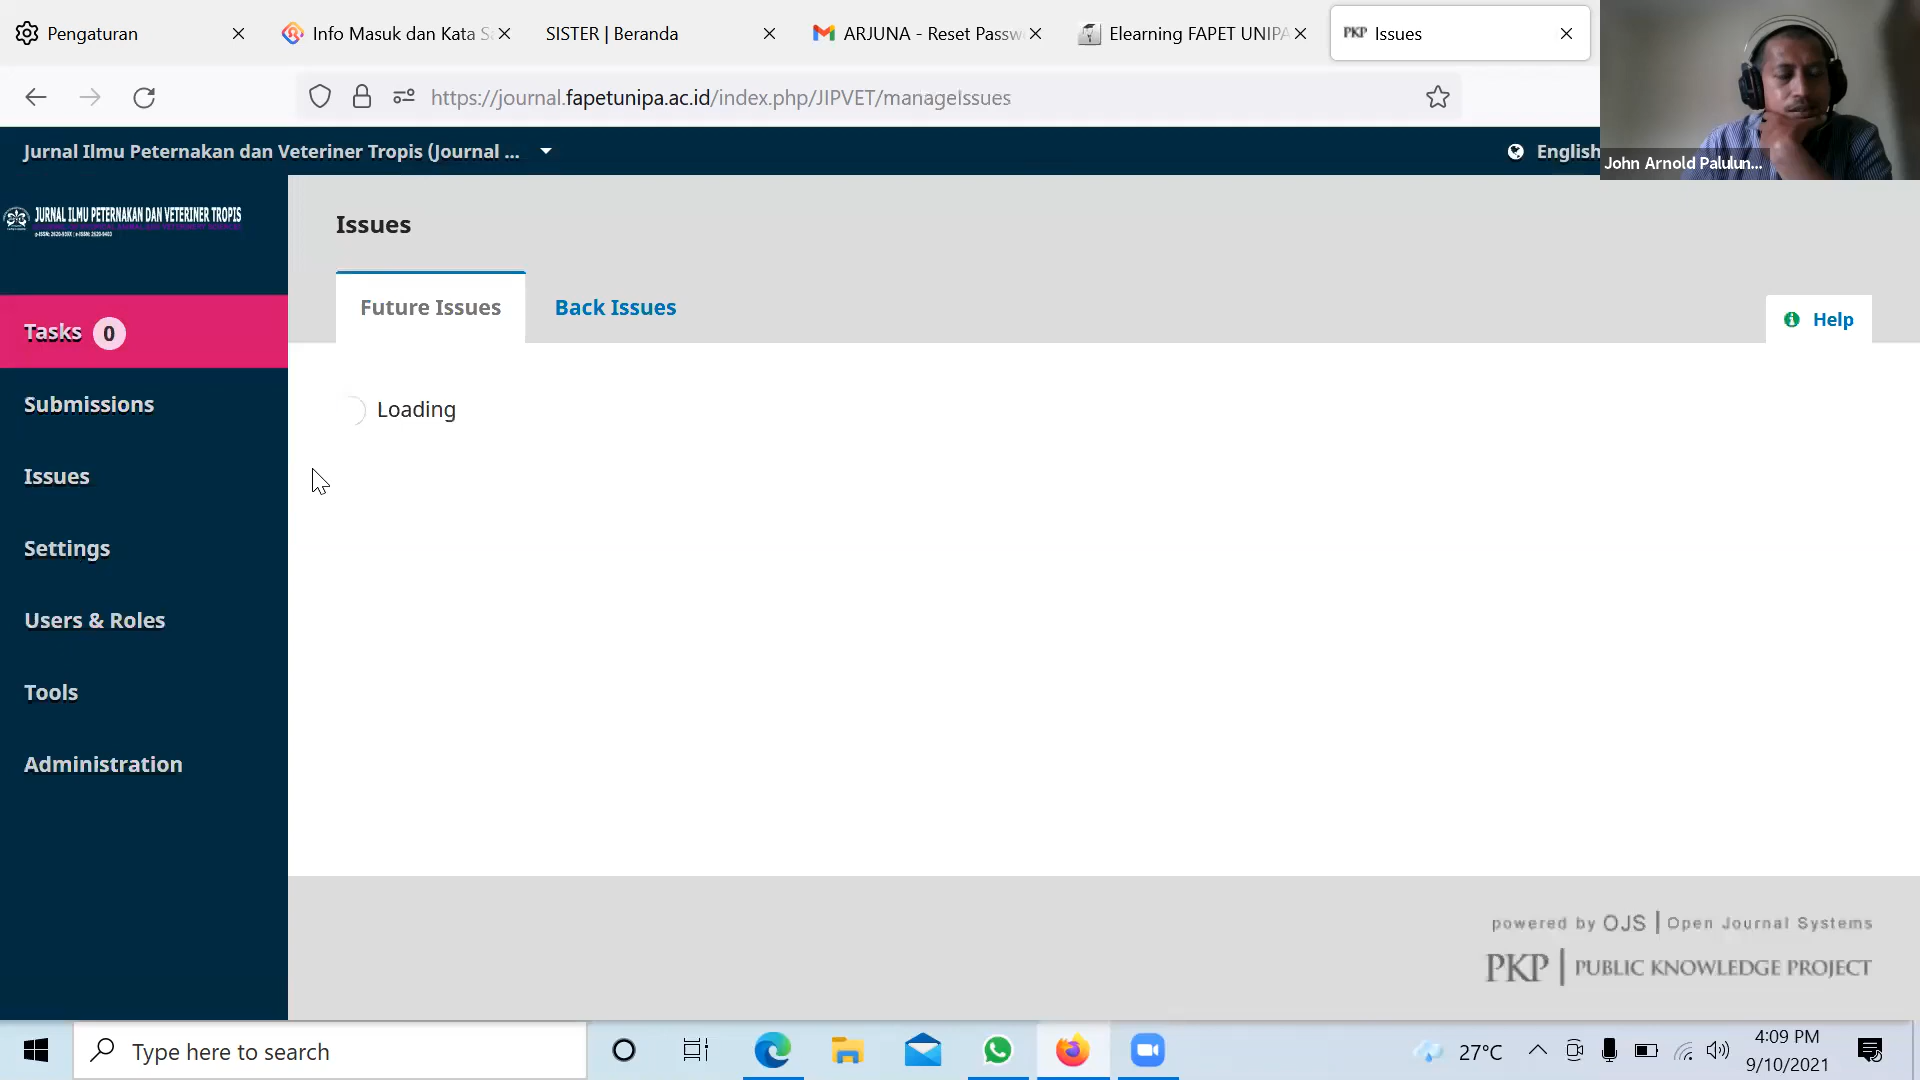 Pengaturan
Info Masuk dan Kata S
SISTER | Beranda
ARJUNA - Reset Passw
Elearning FAPET UNIPA
PKP Issues
https://journal.fapetunipa.ac.id/index.php/JIPVET/manageIssues
Jurnal Ilmu Peternakan dan Veteriner Tropis (Journal ...
English
John Arnold Palulun...
JURNAL ILMU PETERNAKAN DAN VETERINER TROPIS
Issues
Future Issues
Back Issues
Help
Tasks 0
Loading
Submissions
Issues
Settings
Users & Roles
Tools
Administration
powered by OJS | Open Journal Systems
PKP | PUBLIC KNOWLEDGE PROJECT
Type here to search
27°C
4:09 PM
9/10/2021